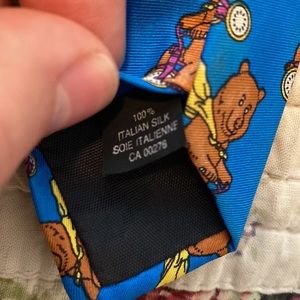 100%
ITALIAN SILK
SOIE ITALIENNE
CA 00276